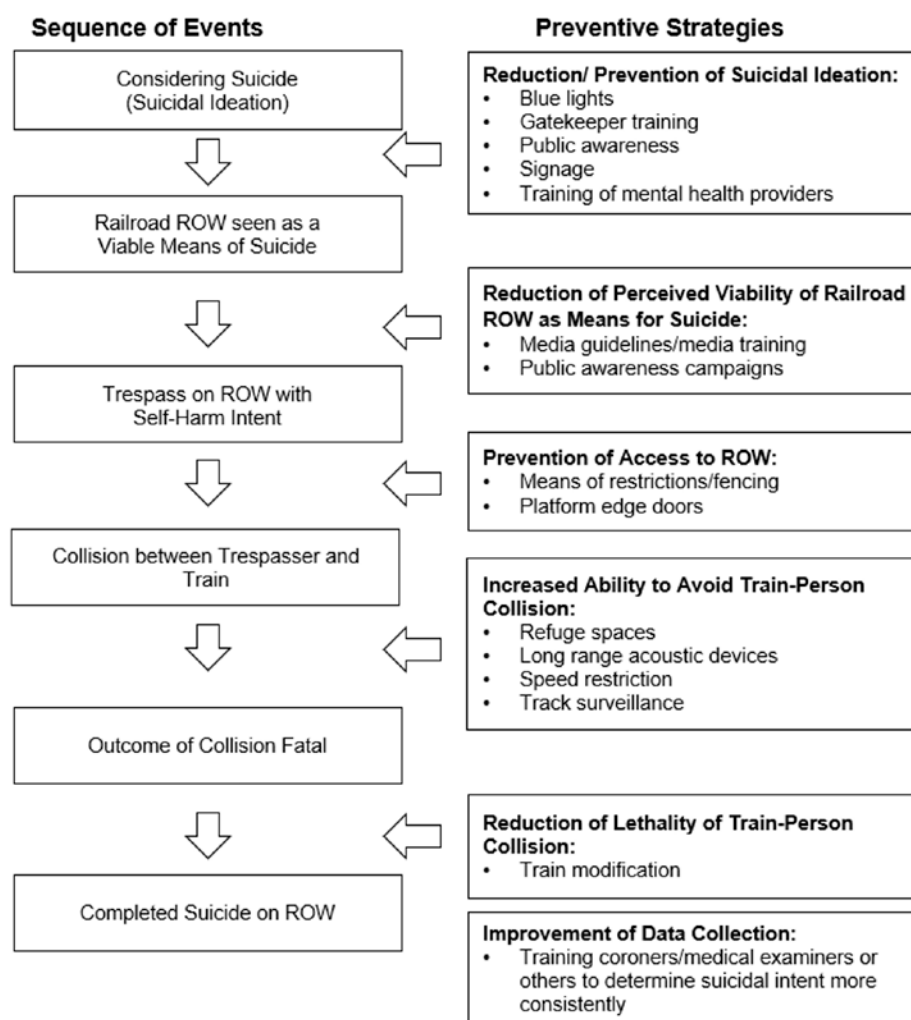 Sequence of Events
Considering Suicide
(Suicidal Ideation)
Railroad ROW seen as a
Viable Means of Suicide
Trespass on ROW with
Self-Harm Intent
Collision between Trespasser and
Train
Outcome of Collision Fatal
Completed Suicide on ROW
Preventive Strategies
Reduction/ Prevention of Suicidal Ideation:
• Blue lights
• Gatekeeper training
• Public awareness
• Signage
• Training of mental health providers
Reduction of Perceived Viability of Railroad
ROW as Means for Suicide:
• Media guidelines/media training
• Public awareness campaigns
Prevention of Access to ROW:
• Means of restrictions/fencing
• Platform edge doors
Increased Ability to Avoid Train-Person
Collision:
• Refuge spaces
• Long range acoustic devices
• Speed restriction
• Track surveillance
Reduction of Lethality of Train-Person
Collision:
• Train modification
Improvement of Data Collection:
• Training coroners/medical examiners or
others to determine suicidal intent more
consistently